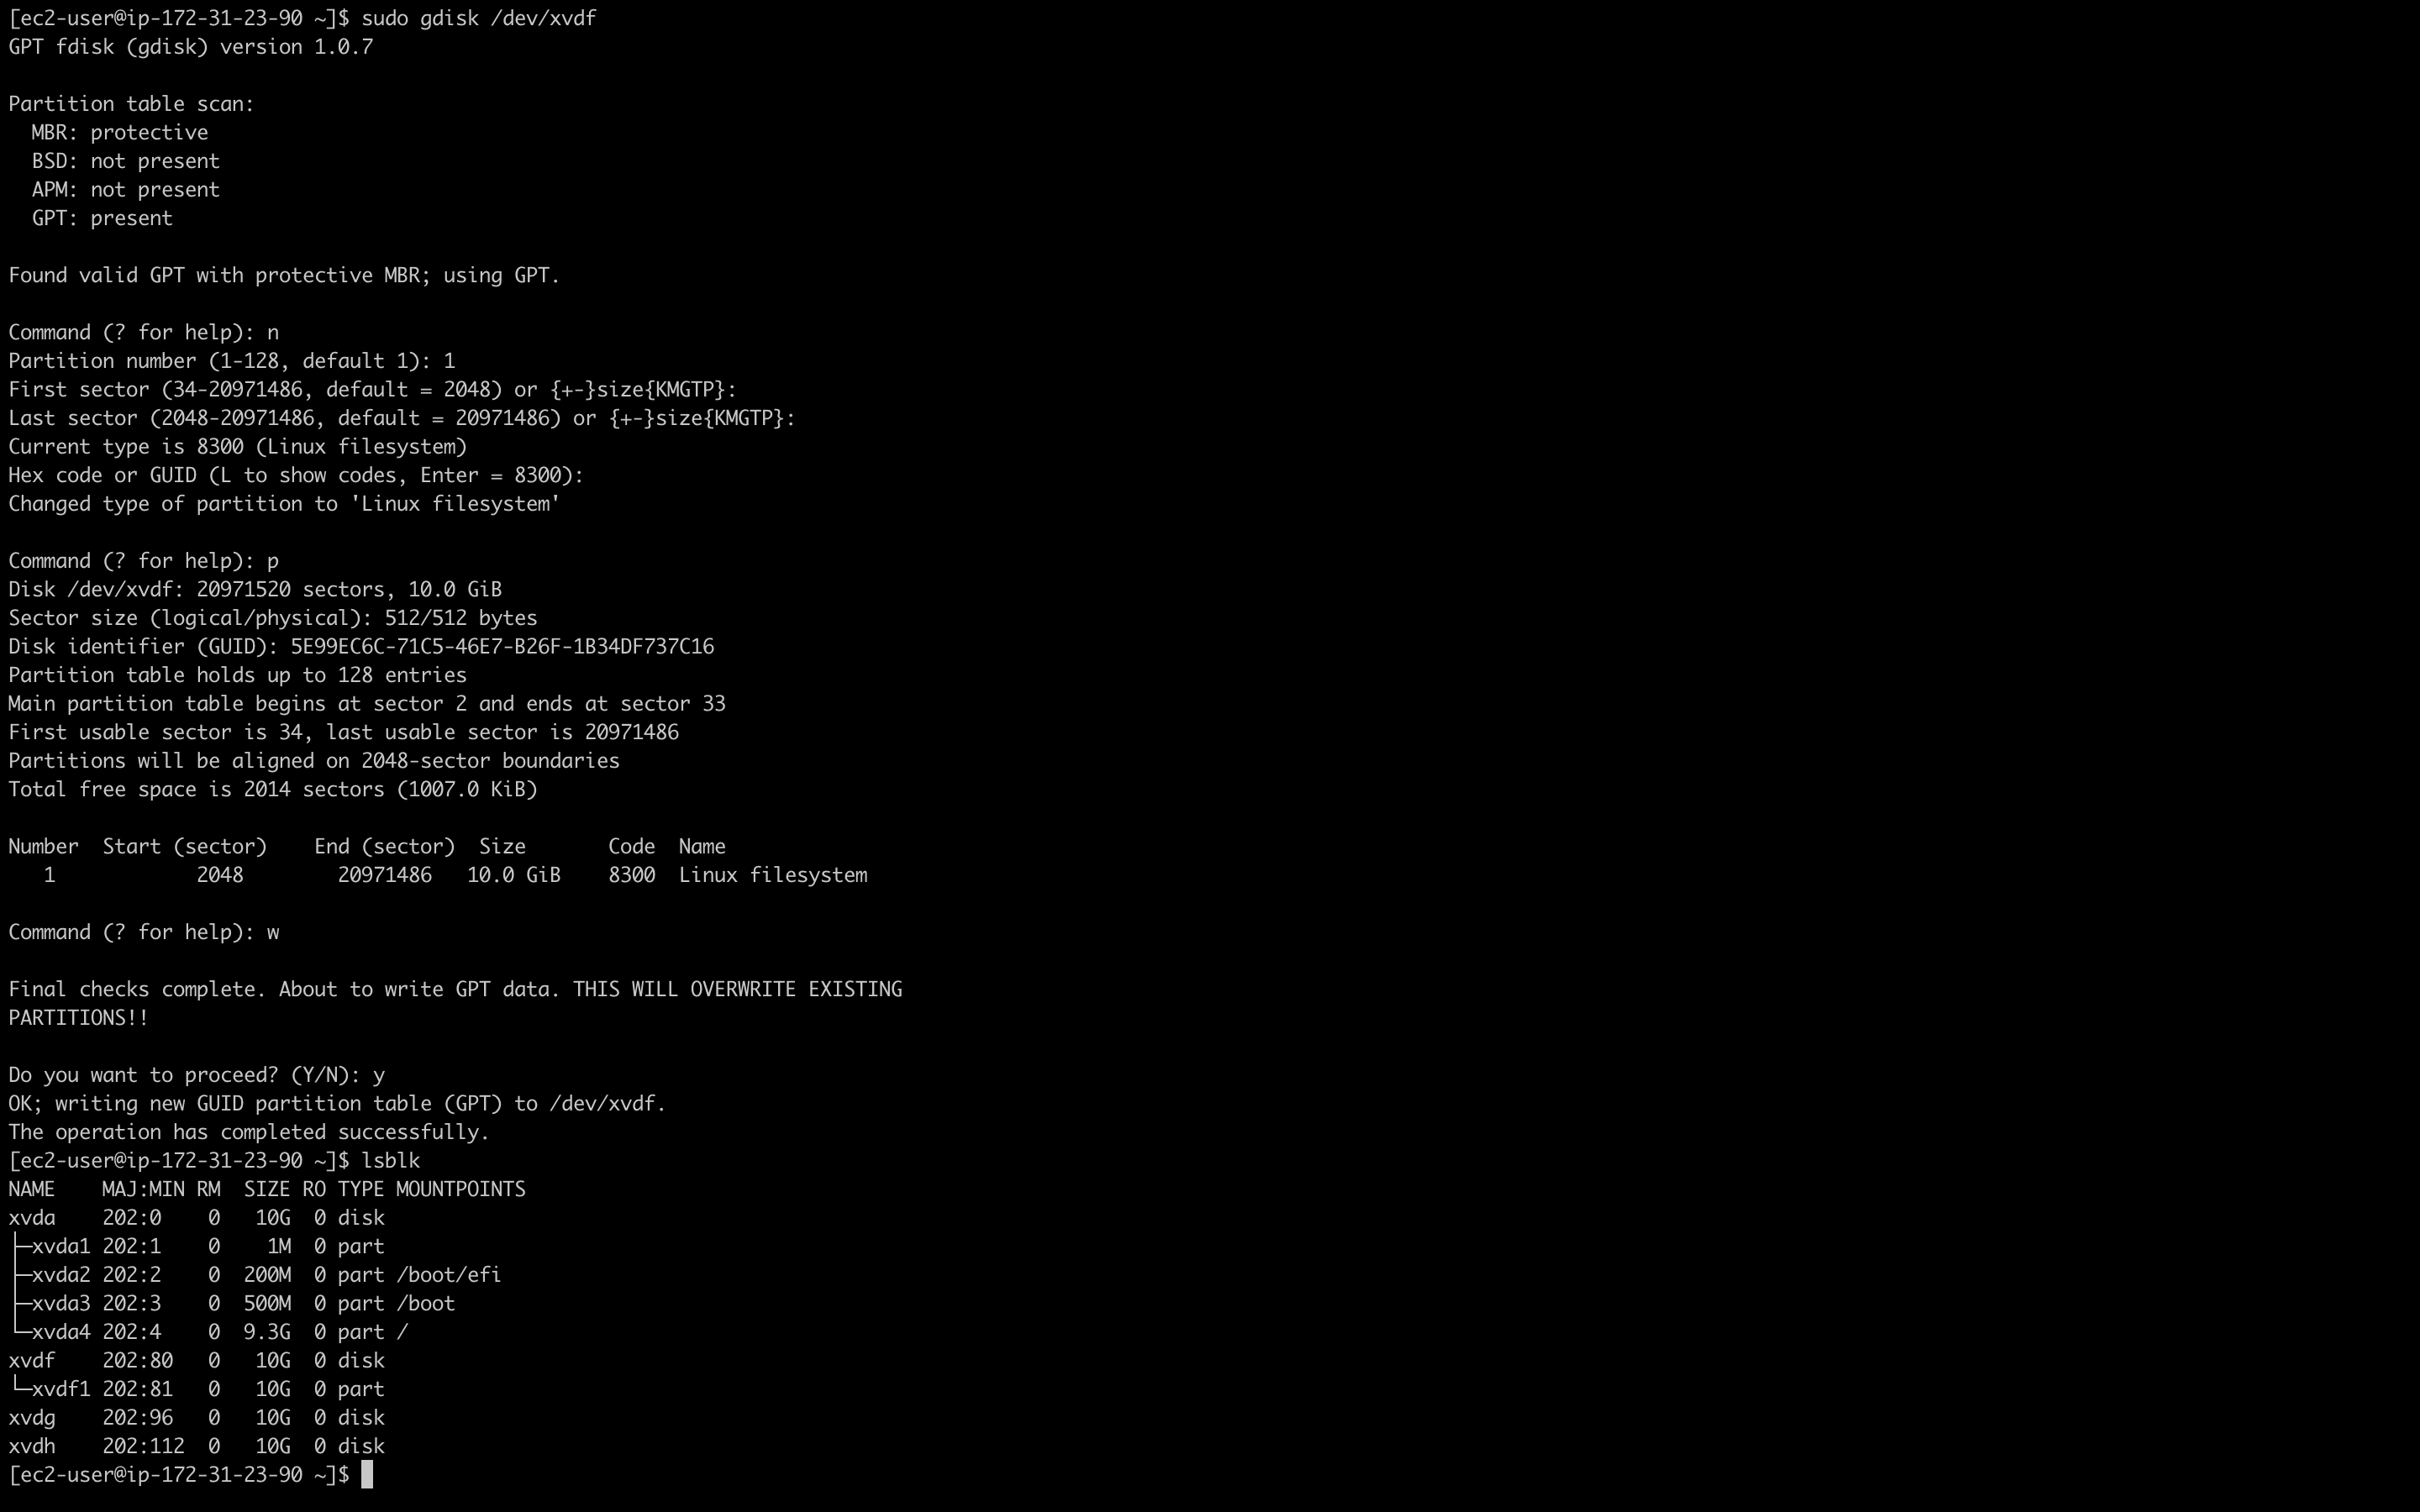 [ec2-user@ip-172-31-23-90 ~]$ sudo gdisk /dev/xvdf
GPT fdisk (gdisk) version 1.0.7

Partition table scan:
  MBR: protective
  BSD: not present
  APM: not present
  GPT: present

Found valid GPT with protective MBR; using GPT.

Command (? for help): n
Partition number (1-128, default 1): 1
First sector (34-20971486, default = 2048) or {+-}size{KMGTP}:
Last sector (2048-20971486, default = 20971486) or {+-}size{KMGTP}:
Current type is 8300 (Linux filesystem)
Hex code or GUID (L to show codes, Enter = 8300):
Changed type of partition to 'Linux filesystem'

Command (? for help): p
Disk /dev/xvdf: 20971520 sectors, 10.0 GiB
Sector size (logical/physical): 512/512 bytes
Disk identifier (GUID): 5E99EC6C-71C5-46E7-B26F-1B34DF737C16
Partition table holds up to 128 entries
Main partition table begins at sector 2 and ends at sector 33
First usable sector is 34, last usable sector is 20971486
Partitions will be aligned on 2048-sector boundaries
Total free space is 2014 sectors (1007.0 KiB)

Number  Start (sector)    End (sector)  Size       Code  Name
   1            2048        20971486   10.0 GiB    8300  Linux filesystem

Command (? for help): w

Final checks complete. About to write GPT data. THIS WILL OVERWRITE EXISTING
PARTITIONS!!

Do you want to proceed? (Y/N): y
OK; writing new GUID partition table (GPT) to /dev/xvdf.
The operation has completed successfully.
[ec2-user@ip-172-31-23-90 ~]$ lsblk
NAME    MAJ:MIN RM  SIZE RO TYPE MOUNTPOINTS
xvda    202:0    0   10G  0 disk
├─xvda1 202:1    0    1M  0 part
├─xvda2 202:2    0  200M  0 part /boot/efi
├─xvda3 202:3    0  500M  0 part /boot
└─xvda4 202:4    0  9.3G  0 part /
xvdf    202:80   0   10G  0 disk
└─xvdf1 202:81   0   10G  0 part
xvdg    202:96   0   10G  0 disk
xvdh    202:112  0   10G  0 disk
[ec2-user@ip-172-31-23-90 ~]$